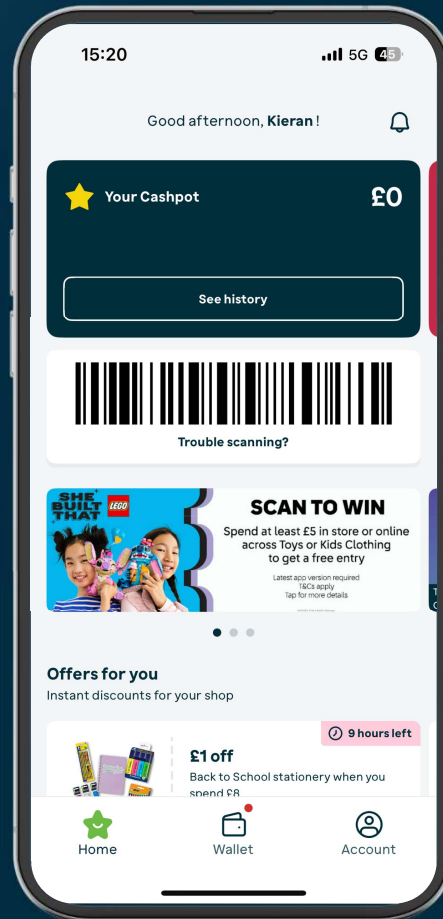 15:20
5G 45
Good afternoon, Kieran!
Your Cashpot
£0
See history
Trouble scanning?
SHE
BUILT
THAT
LEGO
SCAN TO WIN
Spend at least £5 in store or online
across Toys or Kids Clothing
to get a free entry
Latest app version required
T&Cs apply
Tap for more details
Offers for you
Instant discounts for your shop
9 hours left
£1 off
Back to School stationery when you
spend £8
Home
Wallet
Account